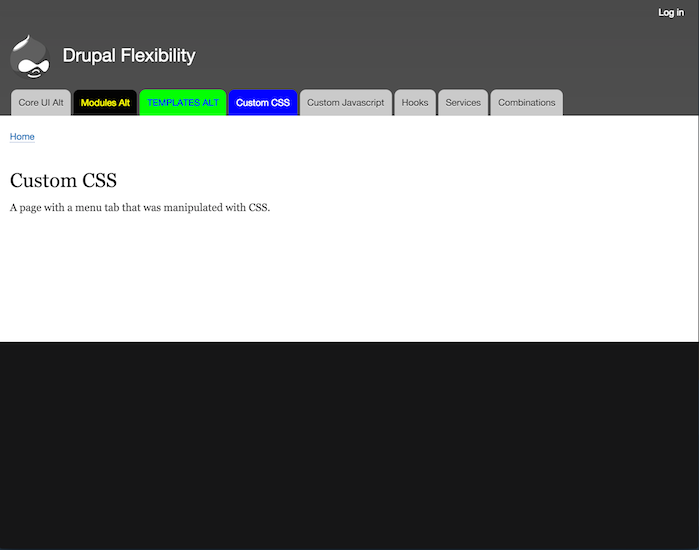 Log in
Drupal Flexibility
Core UI Alt Modules Alt TEMPLATES ALT Custom CSS Custom Javascript Hooks Services Combinations
Home
Custom CSS
A page with a menu tab that was manipulated with CSS.